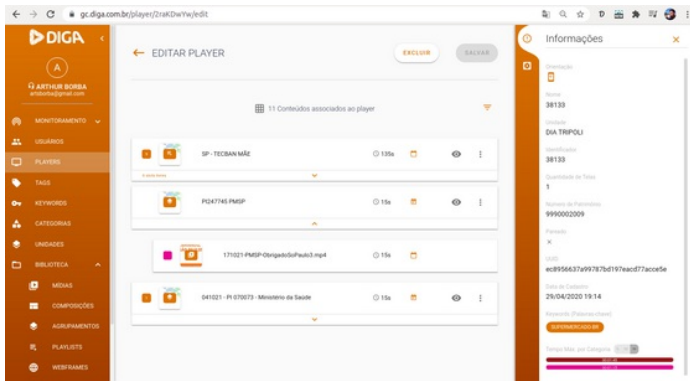 gc.diga.com.br/player/2raKDwYw/edit
DIGA
A
ARTHUR BORBA
MONITORAMENTO
USUÁRIOS
PLAYERS
TAGS
KEYWORDS
CATEGORIAS
UNIDADES
BIBLIOTECA
MÍDIAS
COMPOSIÇÕES
AGRUPAMENTOS
PLAYLISTS
WEBFRAMES
EDITAR PLAYER
EXCLUIR
SALVAR
11 Conteúdos associados ao player
SP - TECBAN MÃE
135s
PI247745 PMSP
15s
171021-PMSP-ObrigadoSaoPaulo3.mp4
15s
041021 - PI 070073 - Ministério da Saúde
15s
Informações
Orientação
Nome
38133
Unidade
DIA TRIPOLI
Identificador
38133
Quantidade de Telas
1
Número de Patrimônio
9990002009
UUID
ec8956637a99787bd197eacd77acce5e
Data de Cadastro
29/04/2020 19:14
Keywords (Palavras-chave)
SUPERMERCADO-BR
Tempo Máx. por Categoria